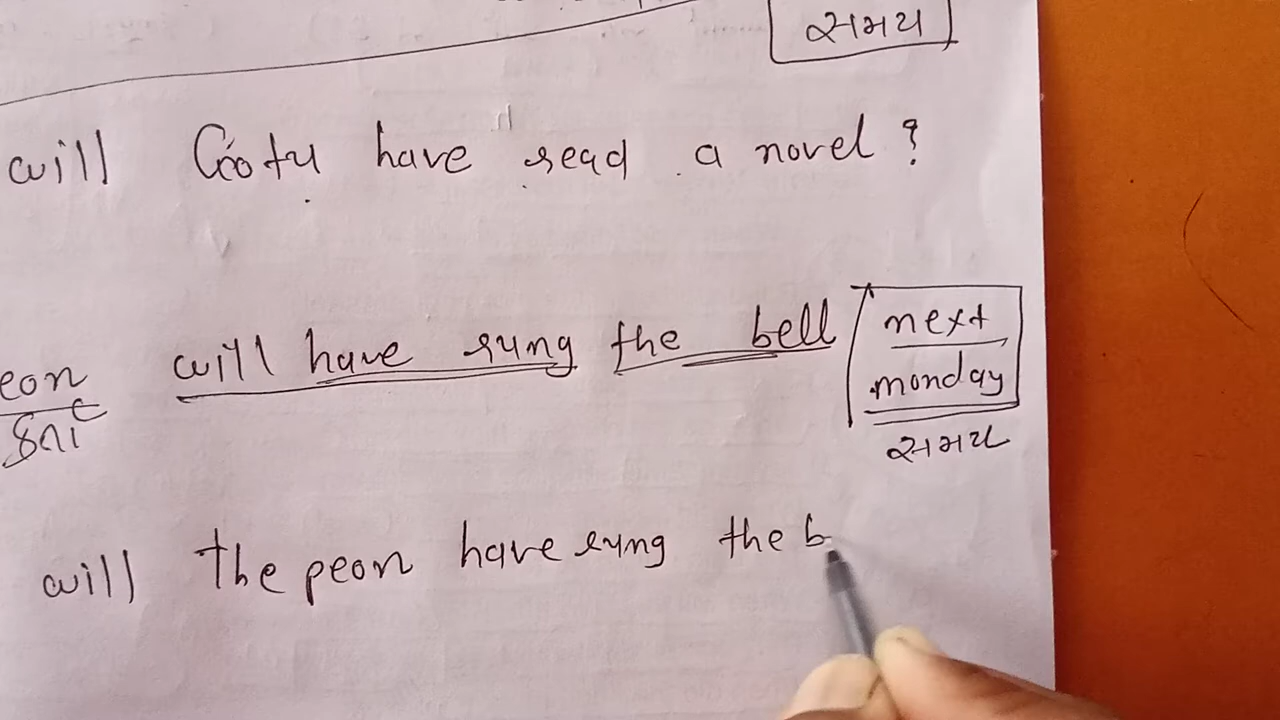 સમય
will Gotu have read a novel ?
eon will have rung the bell next
monday
કર્તા
સમય
will the peon have rung the b